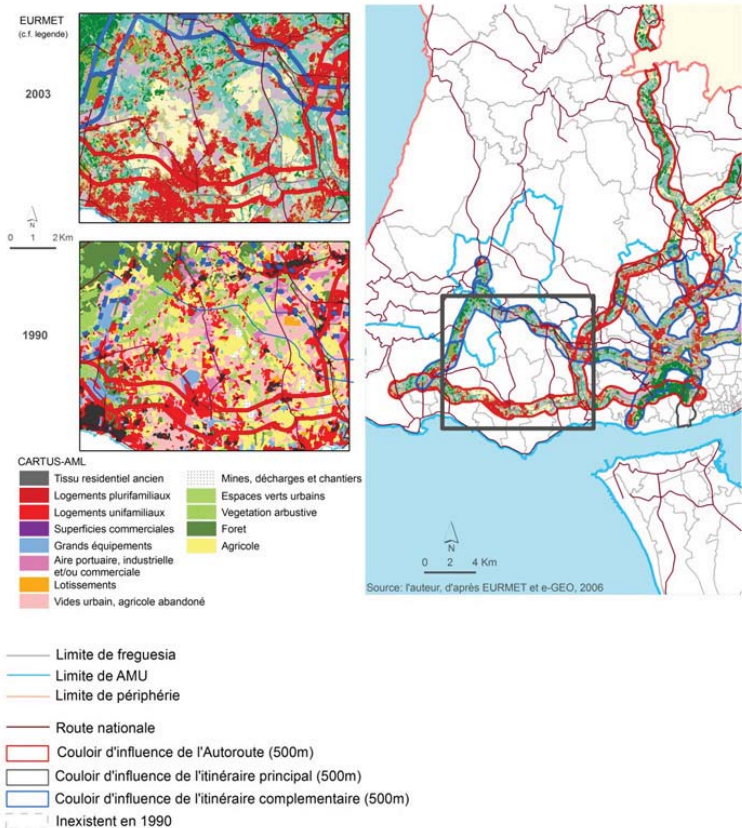 EURMET
(c.f. legende)
2003
N
0 1 2 Km
1990
CARTUS-AML
Tissu residentiel ancien
Logements plurifamiliaux
Logements unifamiliaux
Superficies commerciales
Grands équipements
Aire portuaire, industrielle
et/ou commerciale
Lotissements
Vides urbain, agricole abandoné
Mines, décharges et chantiers
Espaces verts urbains
Vegetation arbustive
Foret
Agricole
N
0 2 4 Km
Source: l'auteur, d'après EURMET et e-GEO, 2006
Limite de freguesia
Limite de AMU
Limite de périphérie
Route nationale
Couloir d'influence de l'Autoroute (500m)
Couloir d'influence de l'itinéraire principal (500m)
Couloir d'influence de l'itinéraire complementaire (500m)
Inexistent en 1990